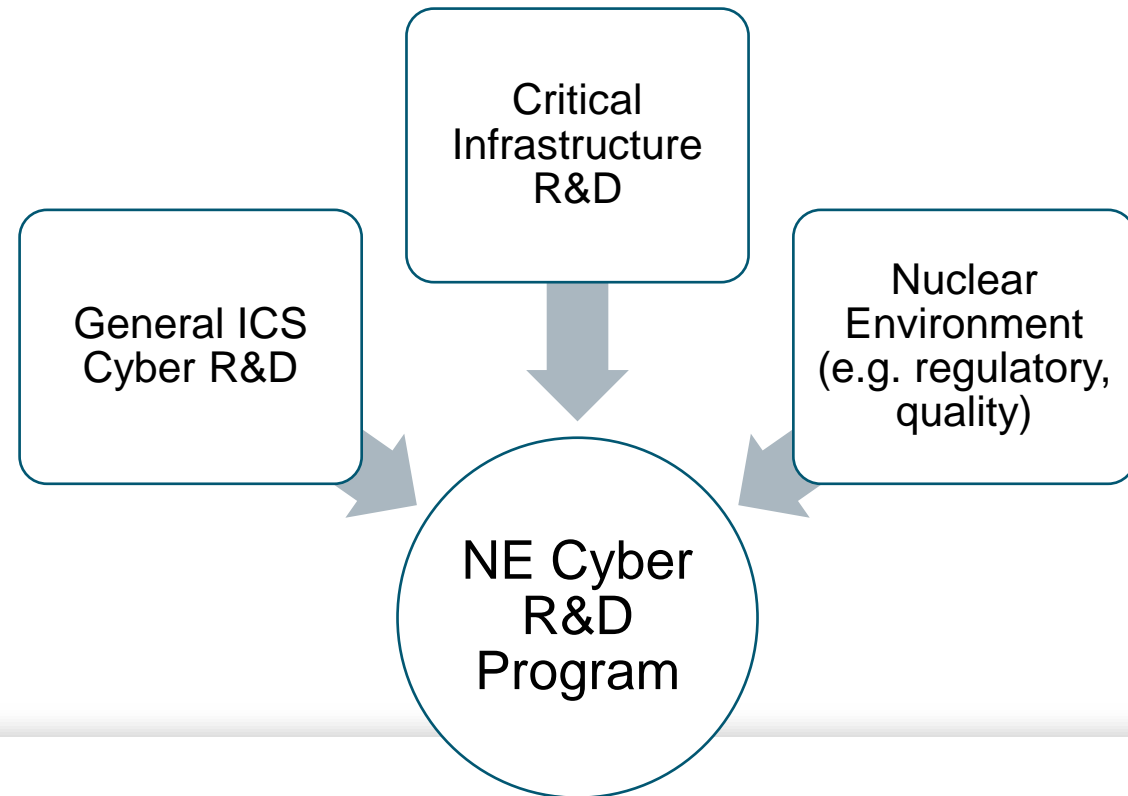 Critical
Infrastructure
R&D
General ICS
Cyber R&D
Nuclear
Environment
(e.g. regulatory,
quality)
NE Cyber
R&D
Program